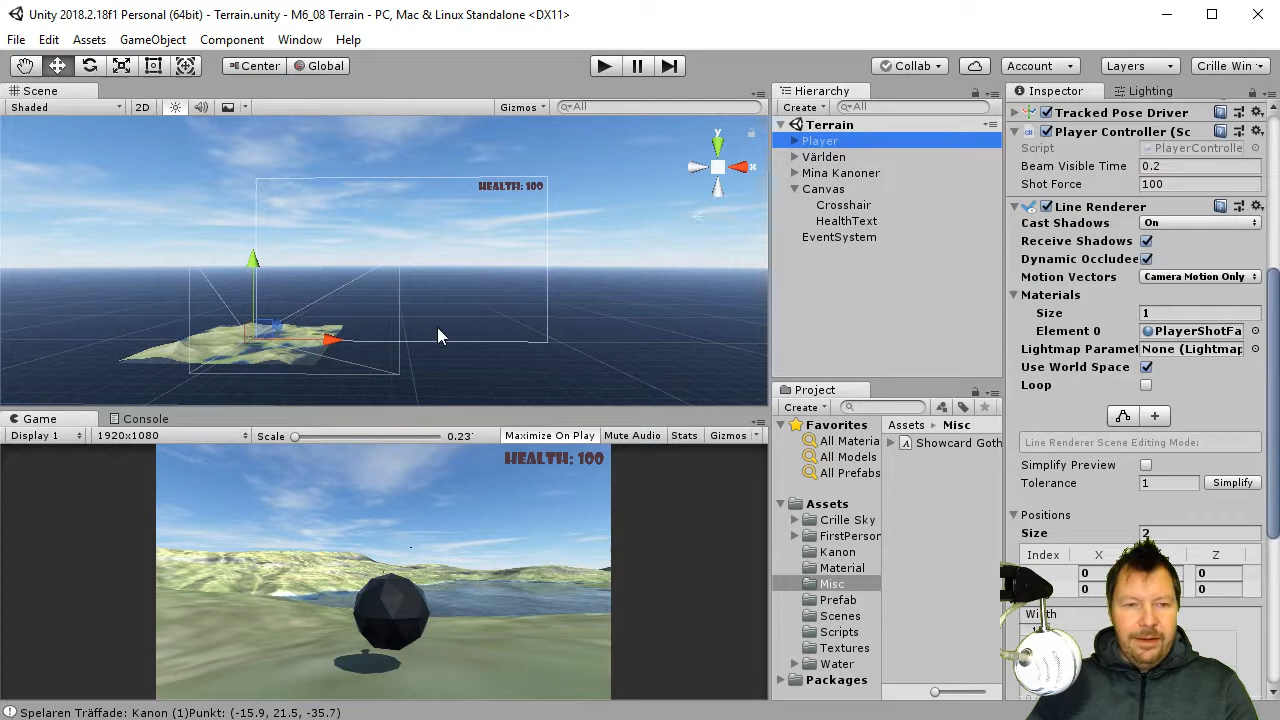 Unity 2018.2.18f1 Personal (64bit) - Terrain.unity - M6_08 Terrain - PC, Mac & Linux Standalone <DX11>
File Edit Assets GameObject Component Window Help
Center Global Collab Account Layers Crille Win
Scene
Shaded 2D Gizmos All
y
x
HEALTH: 100
Game Console
Display 1 1920x1080 Scale 0.23 Maximize On Play Mute Audio Stats Gizmos
HEALTH: 100
Hierarchy
Create All
Terrain
Player
Världen
Mina Kanoner
Canvas
Crosshair
HealthText
EventSystem
Project
Create
Favorites
All Materia
All Models
All Prefabs
Assets
Crille Sky
FirstPerson
Kanon
Material
Misc
Prefab
Scenes
Scripts
Textures
Water
Packages
Assets Misc
Showcard Goth
Inspector Lighting
Tracked Pose Driver
Player Controller (Sc
Script PlayerControlle
Beam Visible Time 0.2
Shot Force 100
Line Renderer
Cast Shadows On
Receive Shadows
Dynamic Occludee
Motion Vectors Camera Motion Only
Materials
Size 1
Element 0 PlayerShotFa
Lightmap Paramet None (Lightmap
Use World Space
Loop
Line Renderer Scene Editing Mode:
Simplify Preview
Tolerance 1 Simplify
Positions
Size 2
Index X Z
0 0
0 0
Width
Spelaren Träffade: Kanon (1)Punkt: (-15.9, 21.5, -35.7)